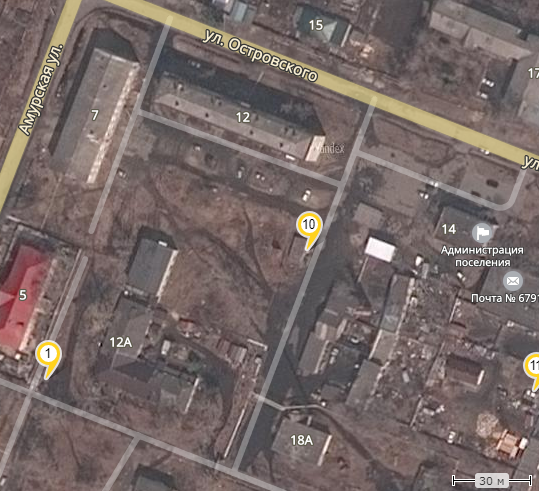 15
ул. Островского
17
Амурская ул.
7
12
Yandex
ул.
10
14
Администрация
поселения
Почта № 6791
5
1
12А
11
18А
30 м